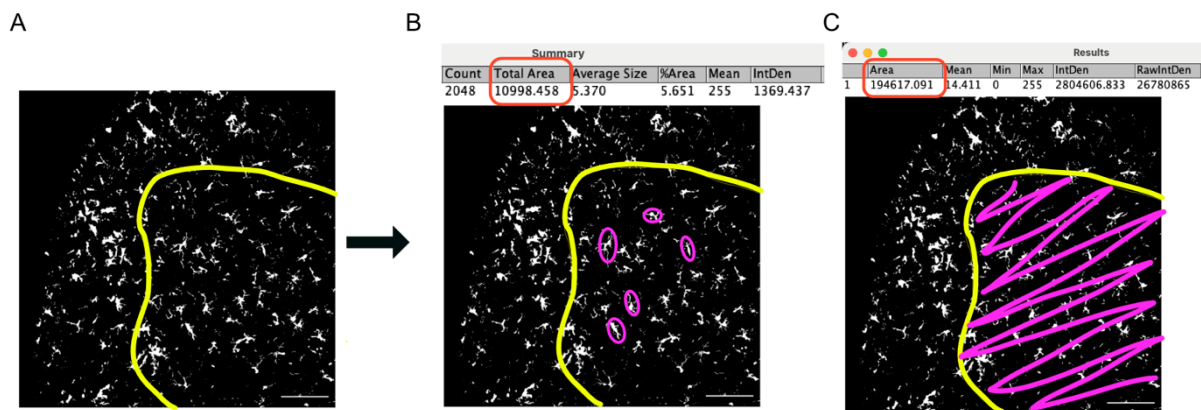 A
B
C
Summary
Count Total Area Average Size %Area Mean IntDen
2048 10998.458 5.370 5.651 255 1369.437
Results
Area Mean Min Max IntDen RawIntDen
1 194617.091 14.411 0 255 2804606.833 26780865